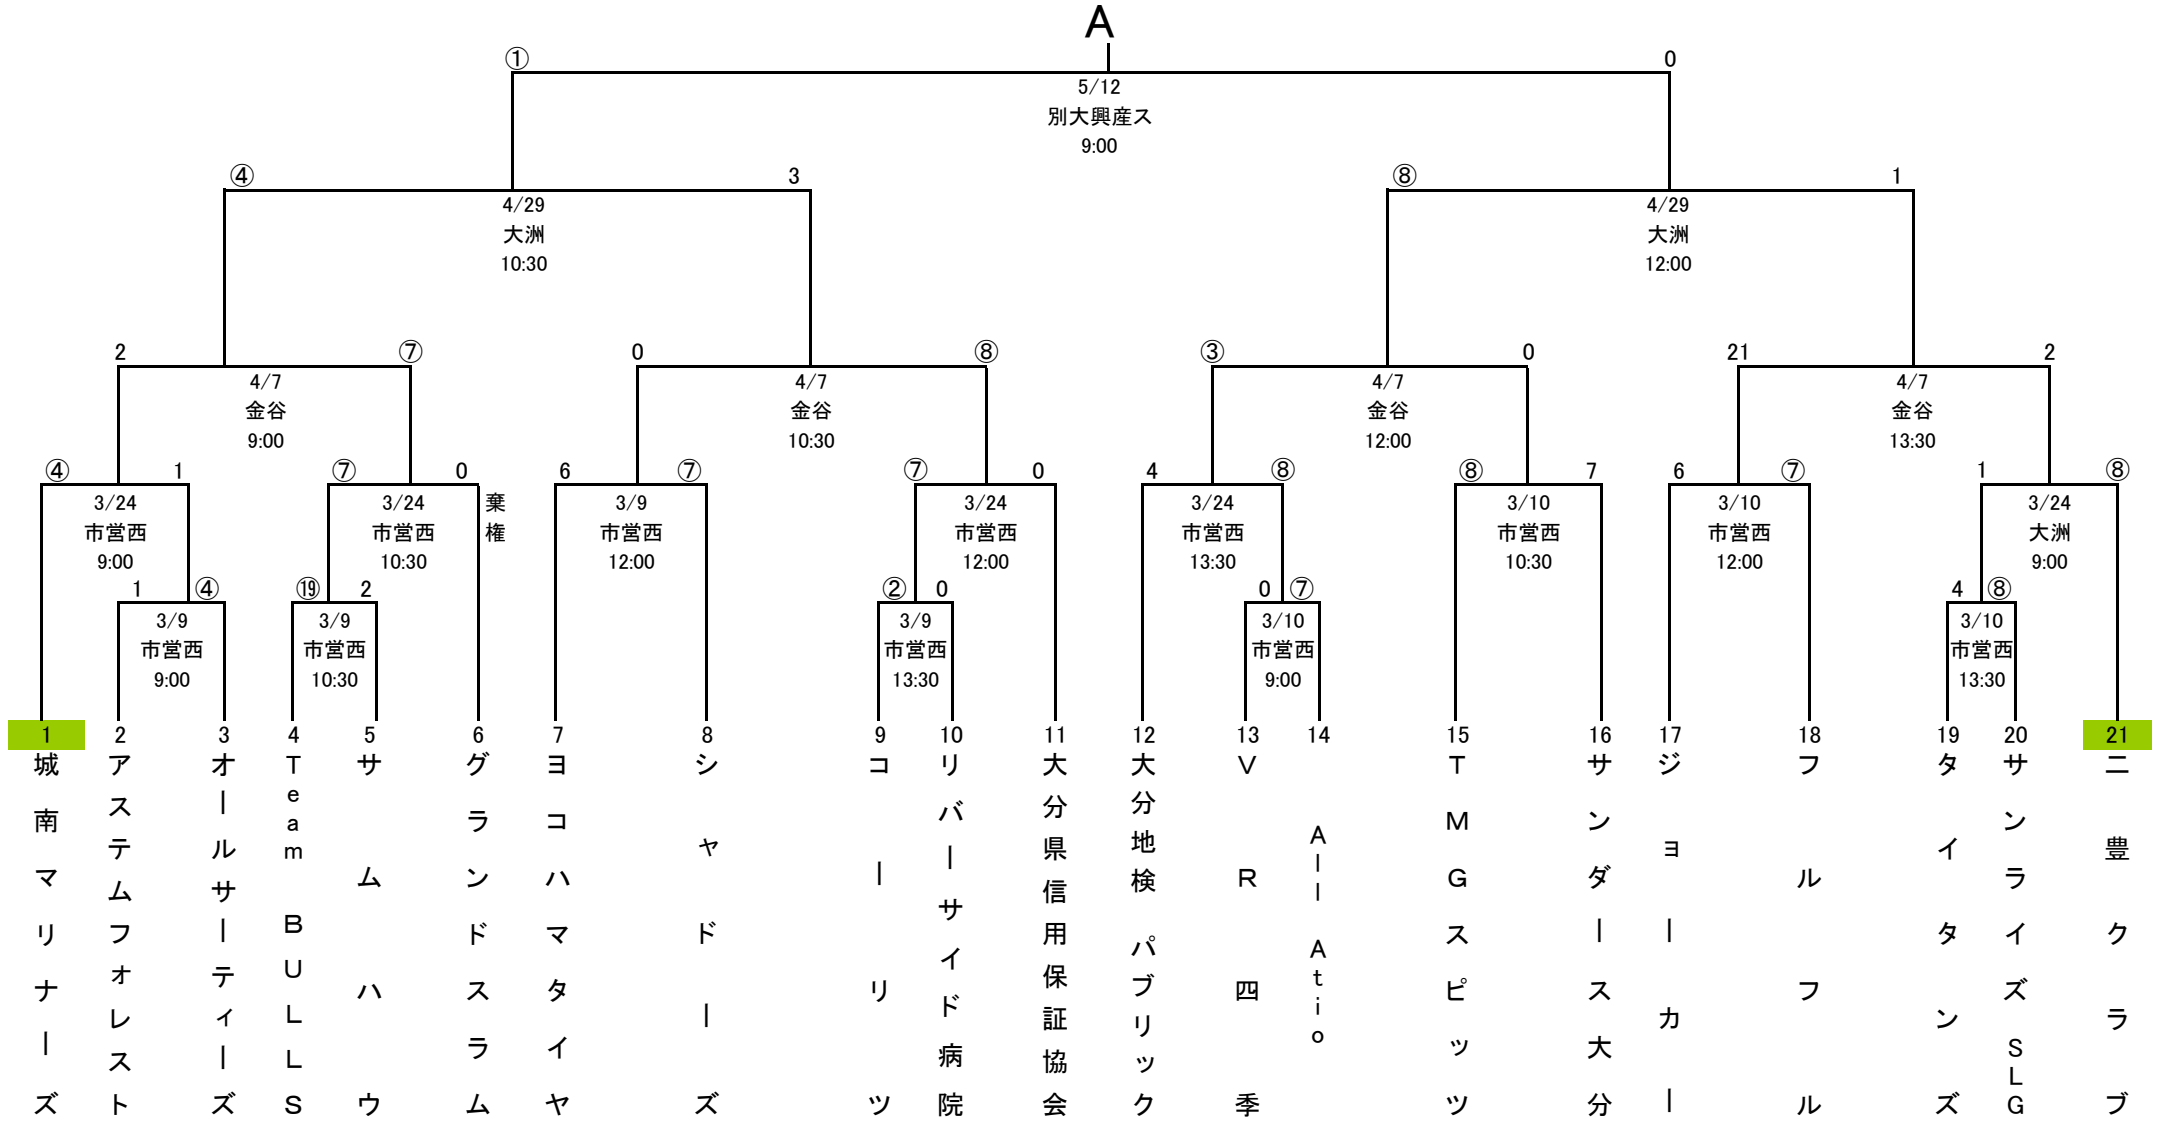 A
① 0
5/12
別大興産ス
9:00
④ 3 ⑧ 1
4/29 4/29
大洲 大洲
10:30 12:00
2 ⑦ 0 ⑧ ③ 0 21 2
4/7 4/7 4/7 4/7
金谷 金谷 金谷 金谷
9:00 10:30 12:00 13:30
④ 1 ⑦ 0 6 ⑦ ⑦ 0 4 ⑧ ⑧ 7 6 ⑦ 1 ⑧
3/24 3/24 棄権 3/9 3/24 3/24 3/10 3/10 3/24
市営西 市営西 市営西 市営西 市営西 市営西 市営西 大洲
9:00 10:30 12:00 12:00 13:30 10:30 12:00 9:00
1 ④ ⑲ 2 ② 0 0 ⑦ 4 ⑧
3/9 3/9 3/9 3/10 3/10
市営西 市営西 市営西 市営西 市営西
9:00 10:30 13:30 9:00 13:30
1 2 3 4 5 6 7 8 9 10 11 12 13 14 15 16 17 18 19 20 21
城南マリナーズ
アステムフォレスト
オールサーティーズ
Team BULLS
サムハウ
グランドスラム
ヨコハマタイヤ
シャドーズ
コーリツ
リバーサイド病院
大分県信用保証協会
大分地検 パブリック
VR四季
All Atio
TMGスピッツ
サンダース大分
ジョーカー
フルフル
タイタンズ
サンライズ SLG
二豊クラブ